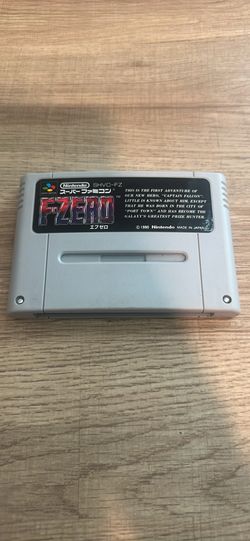 Nintendo SHVC-FZ
スーパーファミコン
F-ZERO
エフゼロ
THIS IS THE FIRST ADVENTURE OF
OUR NEW HERO, "CAPTAIN FALCON"
LITTLE IS KNOWN ABOUT HIM, EXCEPT
THAT HE WAS BORN IN THE CITY OF
"PORT TOWN" AND HAS BECOME THE
GALAXY'S GREATEST PRIZE HUNTER.
© 1990 Nintendo MADE IN JAPAN